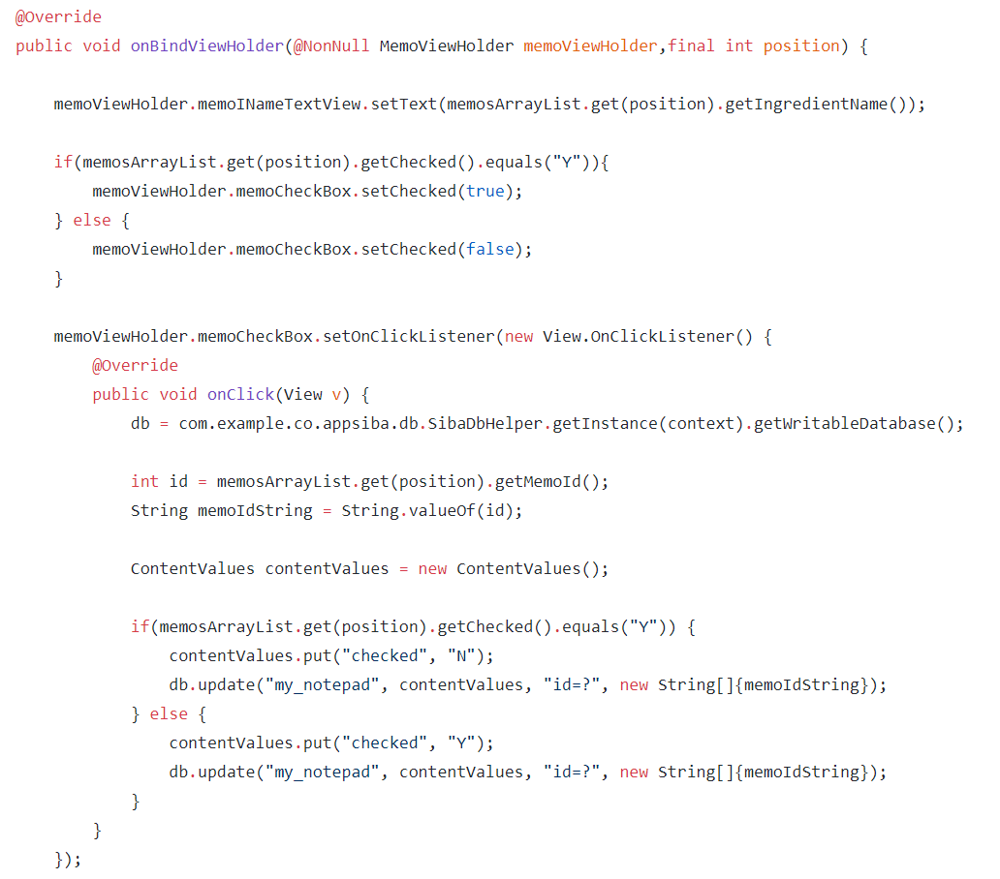 @Override
public void onBindViewHolder(@NonNull MemoViewHolder memoViewHolder,final int position) {
memoViewHolder.memoINameTextView.setText(memosArrayList.get(position).getIngredientName());
if(memosArrayList.get(position).getChecked().equals("Y")){
memoViewHolder.memoCheckBox.setChecked(true);
} else {
memoViewHolder.memoCheckBox.setChecked(false);
}
memoViewHolder.memoCheckBox.setOnClickListener(new View.OnClickListener() {
@Override
public void onClick(View v) {
db = com.example.co.appsiba.db.SibaDbHelper.getInstance(context).getWritableDatabase();
int id = memosArrayList.get(position).getMemoId();
String memoIdString = String.valueOf(id);
ContentValues contentValues = new ContentValues();
if(memosArrayList.get(position).getChecked().equals("Y")) {
contentValues.put("checked", "N");
db.update("my_notepad", contentValues, "id=?", new String[]{memoIdString});
} else {
contentValues.put("checked", "Y");
db.update("my_notepad", contentValues, "id=?", new String[]{memoIdString});
}
}
});